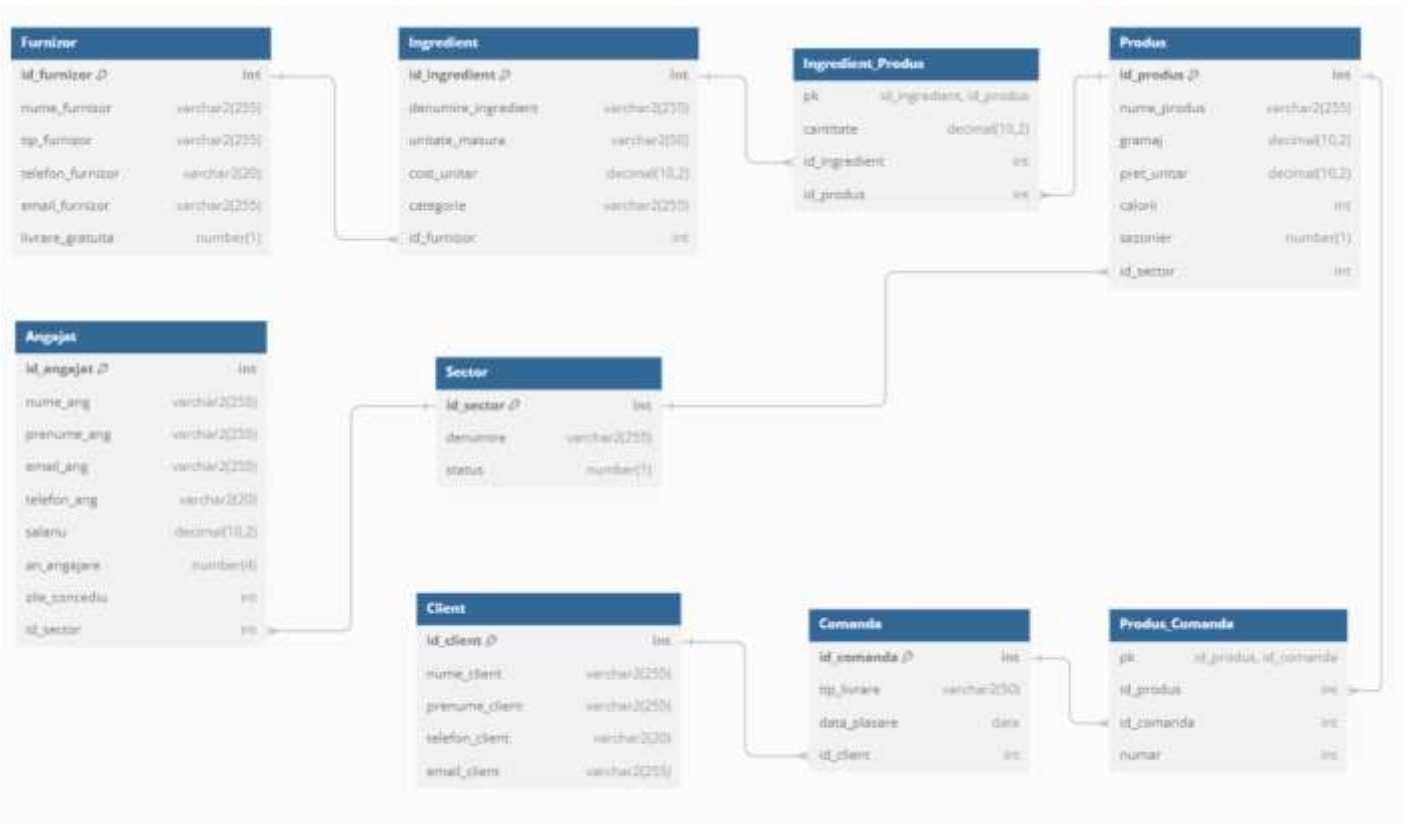 Furnizor
id_furnizor int
nume_furnizor varchar2(255)
tip_furnizor varchar2(255)
telefon_furnizor varchar2(20)
email_furnizor varchar2(255)
livrare_gratuita number(1)
Ingredient
id_ingredient int
denumire_ingredient varchar2(255)
unitate_masura varchar2(50)
cost_unitar decimal(10,2)
categorie varchar2(255)
id_furnizor int
Ingredient_Produs
pk id_ingredient, id_produs
cantitate decimal(10,2)
id_ingredient int
id_produs int
Produs
id_produs int
nume_produs varchar2(255)
gramaj decimal(10,2)
pret_unitar decimal(10,2)
calorii int
sezonier number(1)
id_sector int
Angajat
id_angajat int
nume_ang varchar2(255)
prenume_ang varchar2(255)
email_ang varchar2(255)
telefon_ang varchar2(20)
salariu decimal(10,2)
an_angajare number(4)
zile_concediu int
id_sector int
Sector
id_sector int
denumire varchar2(255)
status number(1)
Client
id_client int
nume_client varchar2(255)
prenume_client varchar2(255)
telefon_client varchar2(20)
email_client varchar2(255)
Comanda
id_comanda int
tip_livrare varchar2(50)
data_plasare date
id_client int
Produs_Comanda
pk id_produs, id_comanda
id_produs int
id_comanda int
numar int